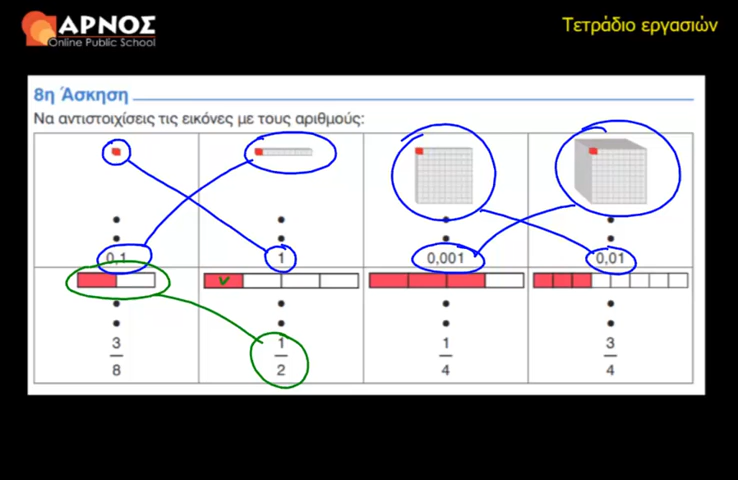 ΑΡΝΟΣ
Online Public School
Τετράδιο εργασιών
8η Άσκηση
Να αντιστοιχίσεις τις εικόνες με τους αριθμούς:
0,1 1 0,001 0,01
3/8 1/2 1/4 3/4